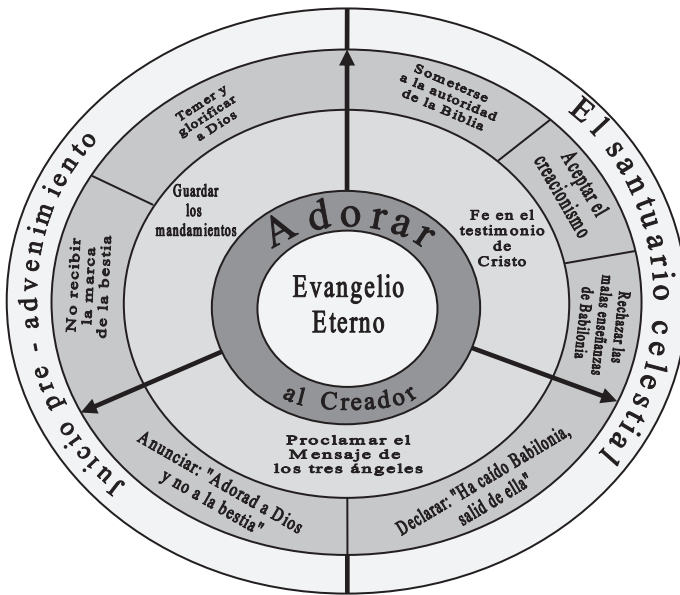 El santuario celestial
Juicio pre - advenimiento
Temer y
glorificar
a Dios
Someterse
a la autoridad
de la Biblia
Aceptar el
creacionismo
Rechazar las
malas enseñanzas
de Babilonia
No recibir
la marca
de la bestia
Guardar
los
mandamientos
Fe en el
testimonio
de
Cristo
Adorar
Evangelio
Eterno
al Creador
Proclamar el
Mensaje de
los tres ángeles
Anunciar: "Adorad a Dios
y no a la bestia"
Declarar: "Ha caído Babilonia,
salid de ella"